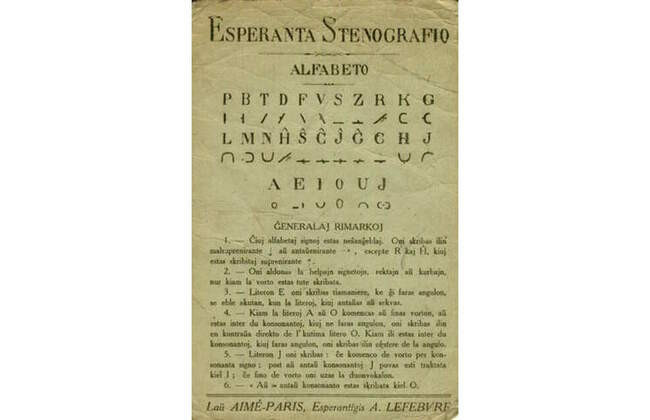 ESPERANTA STENOGRAFIO
ALFABETO
P B T D F V S Z R K G
L M N Ĥ Ŝ Ĉ Ĵ Ĝ C H J
A E I O U J
ĜENERALAJ RIMARKOJ
1. — Ĉiuj alfabetaj signoj estas neŝanĝeblaj. Oni skribas ilin
malsuprenirante j aŭ antaŭenirante, escepte R kaj Ĥ, kiuj
estas skribitaj suprenirante
2. — Oni aldonas la helpajn signetojn, rektajn aŭ kurbajn,
nur kiam la vorto estas tute skribata.
3. — Literon E oni skribas tiamaniere, ke ĝi faras angulon,
se eble akutan, kun la literoj, kiuj antaŭas aŭ sekvas.
4. — Kiam la literoj A aŭ O komencas aŭ finas vorton, aŭ
estas inter du konsonantoj, kiuj ne faras angulon, oni skribas ilin
en kontraŭa direkto de l' kutima litero O. Kiam ili estas inter du
konsonantoj, kiuj faras angulon, oni skribas ilin ekstere de la angulo.
5. — Literon J oni skribas : ĉe komenco de vorto per kon-
sonanta signo ; post aŭ antaŭ konsonantoj J povas esti traktata
kiel I ; ĉe fino de vorto oni uzas la duonvokalon.
6. — « Aŭ » antaŭ konsonanto estas skribata kiel O.
Laŭ AIMÉ-PARIS, Esperantigis A. LEFEBVRE